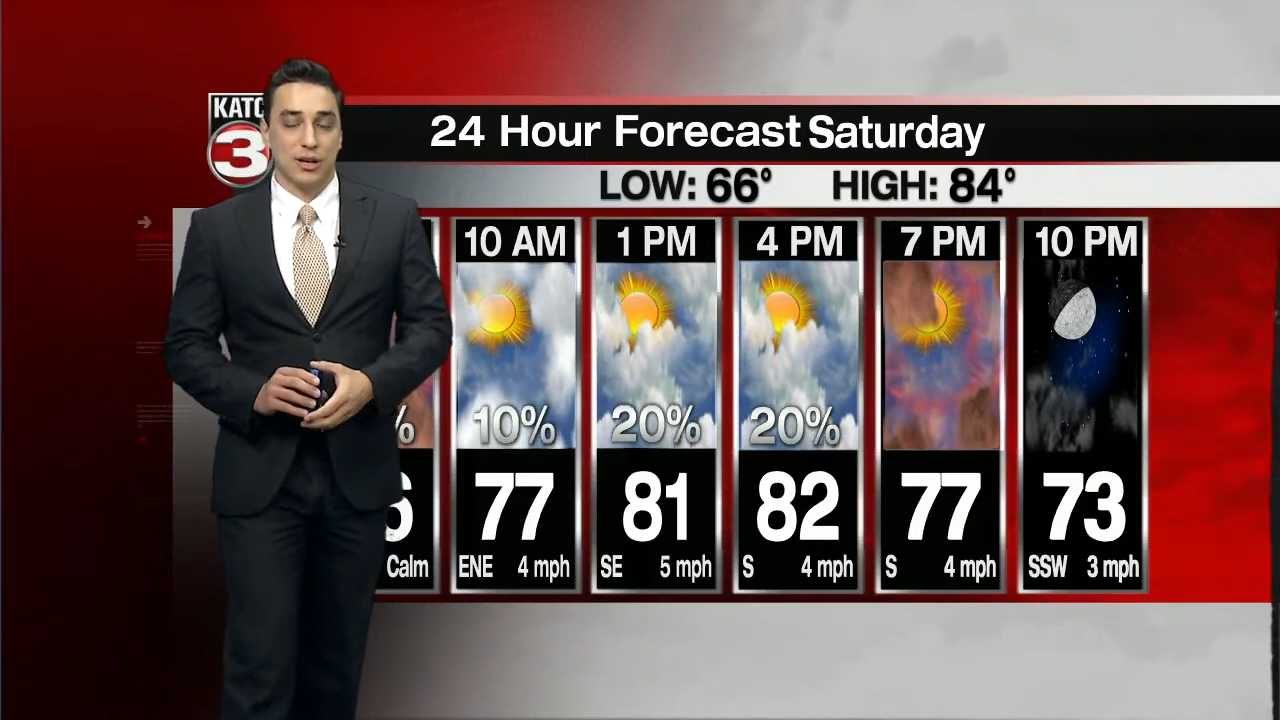 KATC
3
24 Hour Forecast Saturday
LOW: 66° HIGH: 84°
10 AM 1 PM 4 PM 7 PM 10 PM
% 10% 20% 20%
6 77 81 82 77 73
Calm ENE 4 mph SE 5 mph S 4 mph S 4 mph SSW 3 mph